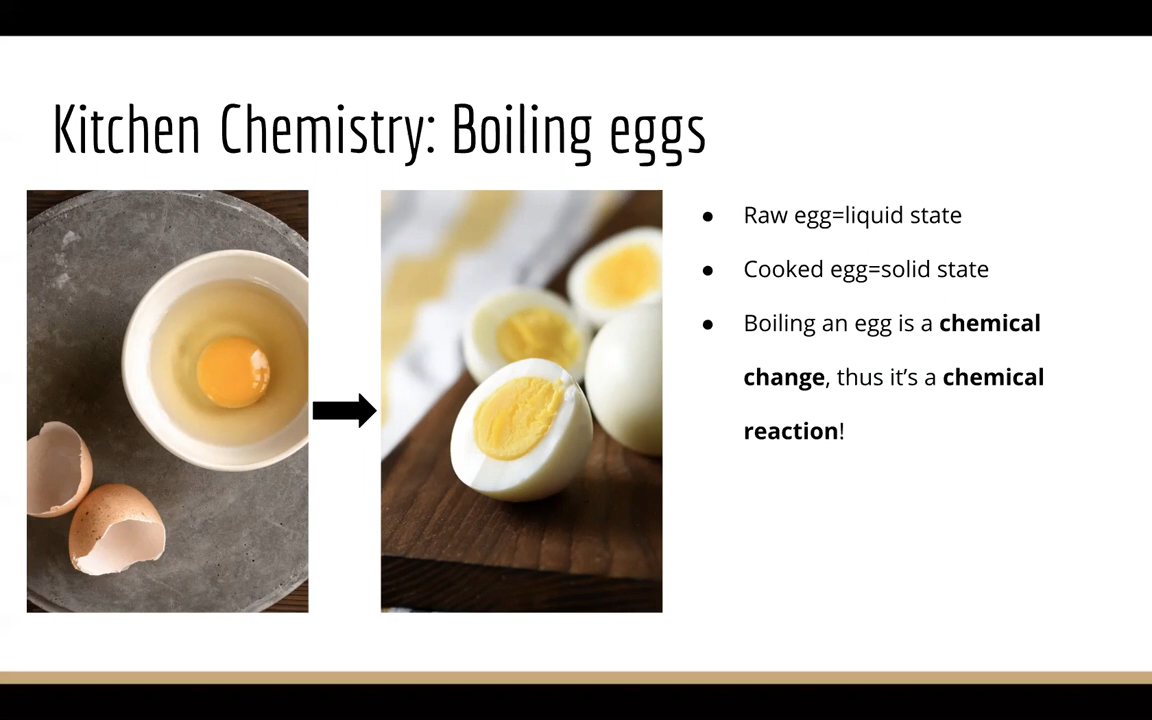 Kitchen Chemistry: Boiling eggs
● Raw egg=liquid state
● Cooked egg=solid state
● Boiling an egg is a chemical
change, thus it’s a chemical
reaction!